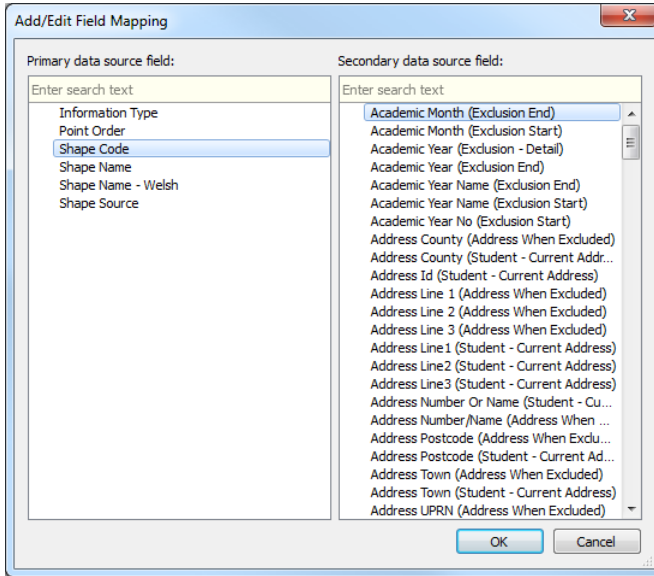 Add/Edit Field Mapping
Primary data source field:
Enter search text
Information Type
Point Order
Shape Code
Shape Name
Shape Name - Welsh
Shape Source
Secondary data source field:
Enter search text
Academic Month (Exclusion End)
Academic Month (Exclusion Start)
Academic Year (Exclusion - Detail)
Academic Year (Exclusion End)
Academic Year Name (Exclusion End)
Academic Year Name (Exclusion Start)
Academic Year No (Exclusion Start)
Address County (Address When Excluded)
Address County (Student - Current Addr...
Address Id (Student - Current Address)
Address Line 1 (Address When Excluded)
Address Line 2 (Address When Excluded)
Address Line 3 (Address When Excluded)
Address Line1 (Student - Current Address)
Address Line2 (Student - Current Address)
Address Line3 (Student - Current Address)
Address Number Or Name (Student - Cu...
Address Number/Name (Address When ...
Address Postcode (Address When Exclu...
Address Postcode (Student - Current Ad...
Address Town (Address When Excluded)
Address Town (Student - Current Address)
Address UPRN (Address When Excluded)
OK
Cancel